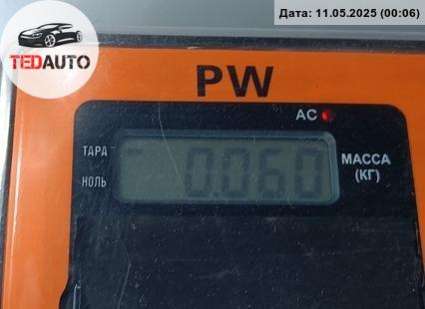 Дата: 11.05.2025 (00:06)
TEDAUTO
PW
AC
ТАРА
НОЛЬ
0.060
МАССА
(КГ)